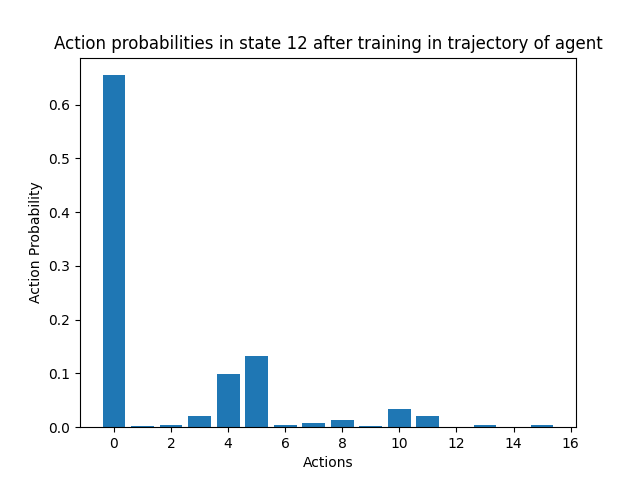 Action probabilities in state 12 after training in trajectory of agent
Action Probability
0.6
0.5
0.4
0.3
0.2
0.1
0.0
0 2 4 6 8 10 12 14 16
Actions